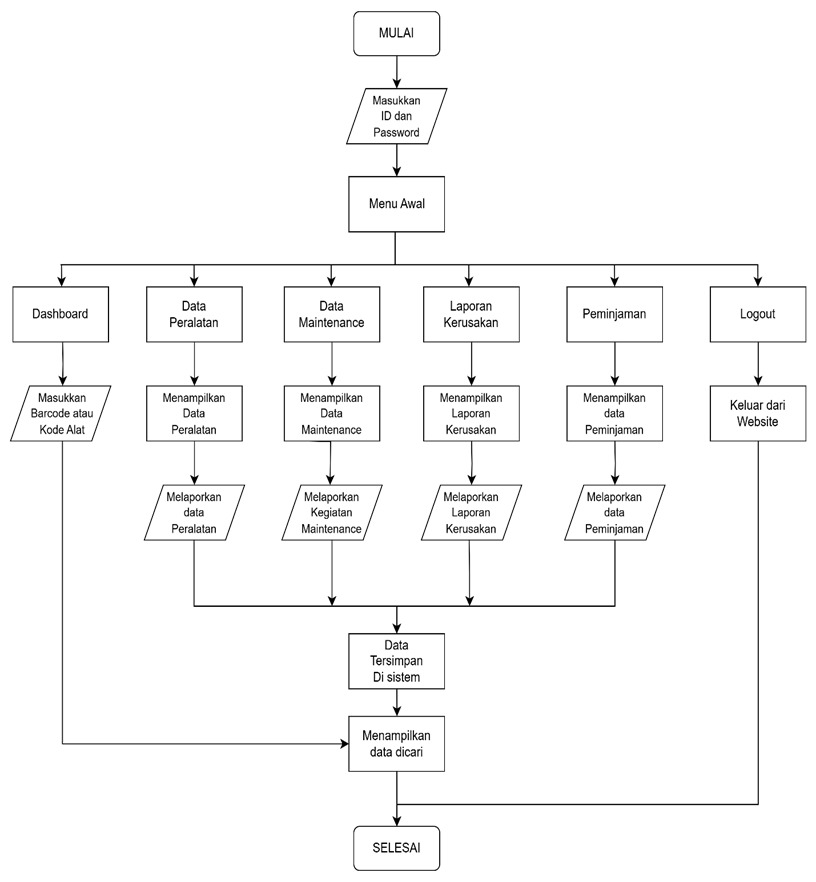 MULAI
Masukkan
ID dan
Password
Menu Awal
Dashboard
Data
Peralatan
Data
Maintenance
Laporan
Kerusakan
Peminjaman
Logout
Masukkan
Barcode atau
Kode Alat
Menampilkan
Data
Peralatan
Menampilkan
Data
Maintenance
Menampilkan
Laporan
Kerusakan
Menampilkan
data
Peminjaman
Keluar dari
Website
Melaporkan
data
Peralatan
Melaporkan
Kegiatan
Maintenance
Melaporkan
Laporan
Kerusakan
Melaporkan
data
Peminjaman
Data
Tersimpan
Di sistem
Menampilkan
data dicari
SELESAI